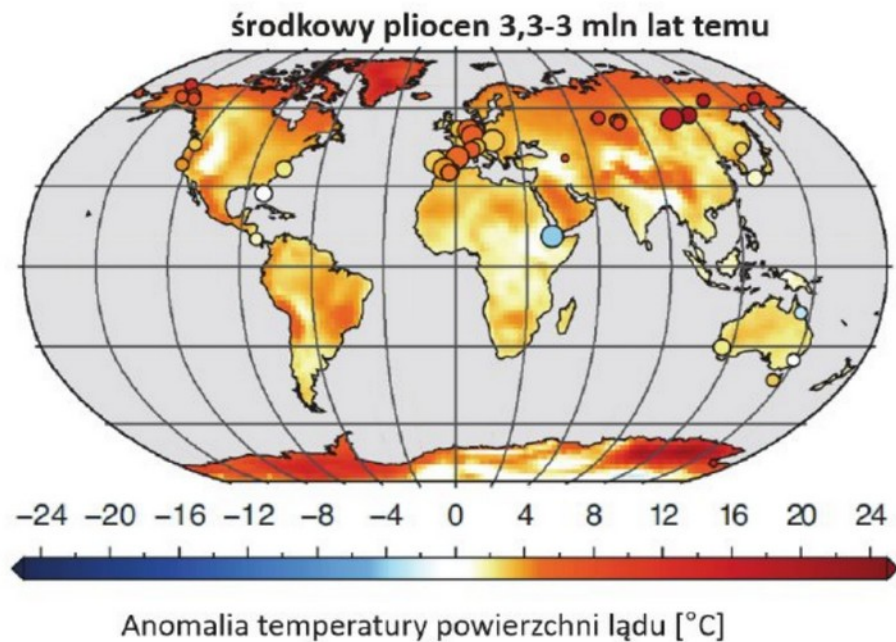 środkowy pliocen 3,3-3 mln lat temu
−24 −20 −16 −12 −8 −4 0 4 8 12 16 20 24
Anomalia temperatury powierzchni lądu [°C]